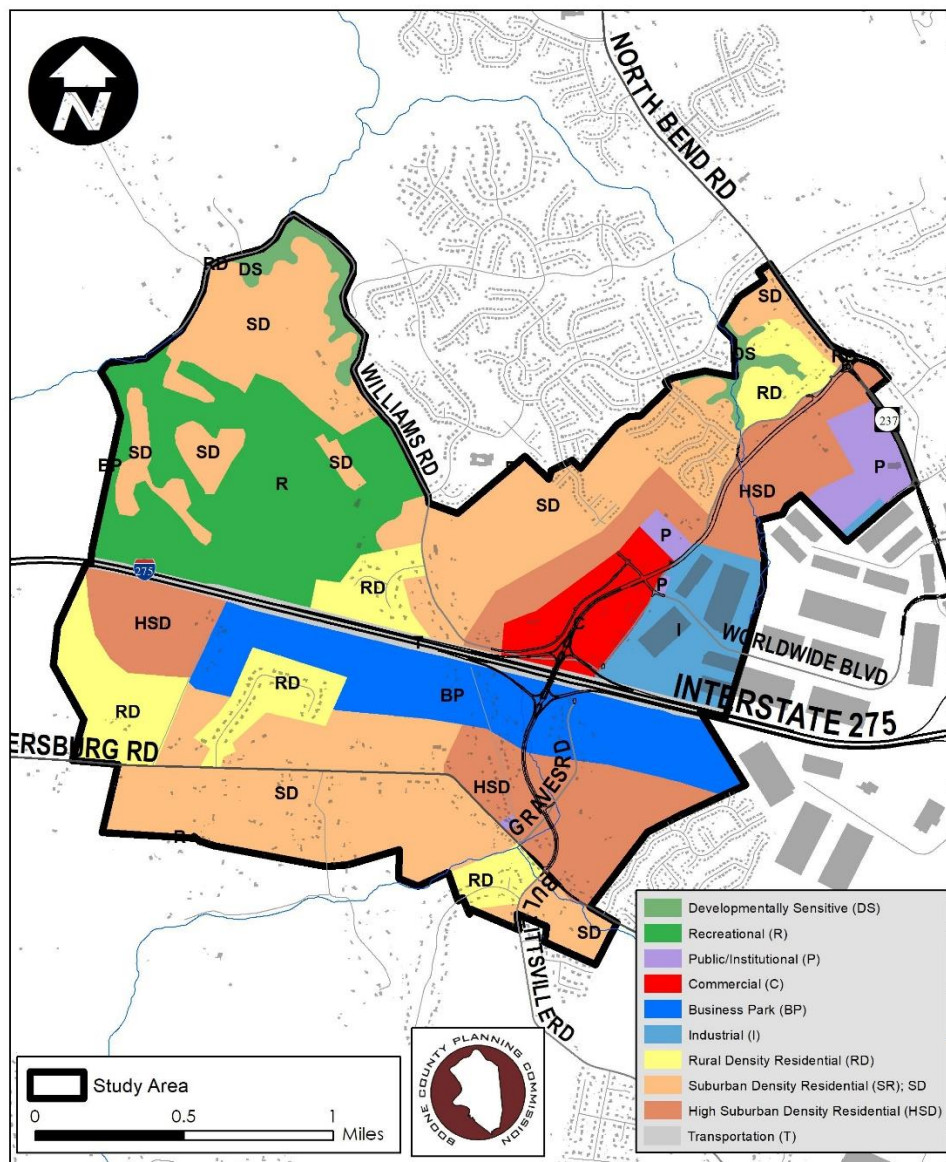 N
NORTH BEND RD
RD
DS
SD
WILLIAMS RD
SD
DS
RD
RD
237
P
SD
BP
SD
SD
R
SD
HSD
P
P
275
RD
C
I
WORLDWIDE BLVD
HSD
T
INTERSTATE 275
RD
RD
BP
ERSBURG RD
SD
HSD
GRAVES RD
R
RD
BULLITTSVILLE RD
SD
Developmentally Sensitive (DS)
Recreational (R)
Public/Institutional (P)
Commercial (C)
Business Park (BP)
Industrial (I)
Rural Density Residential (RD)
Suburban Density Residential (SR); SD
High Suburban Density Residential (HSD)
Transportation (T)
Study Area
0 0.5 1
Miles
BOONE COUNTY PLANNING COMMISSION